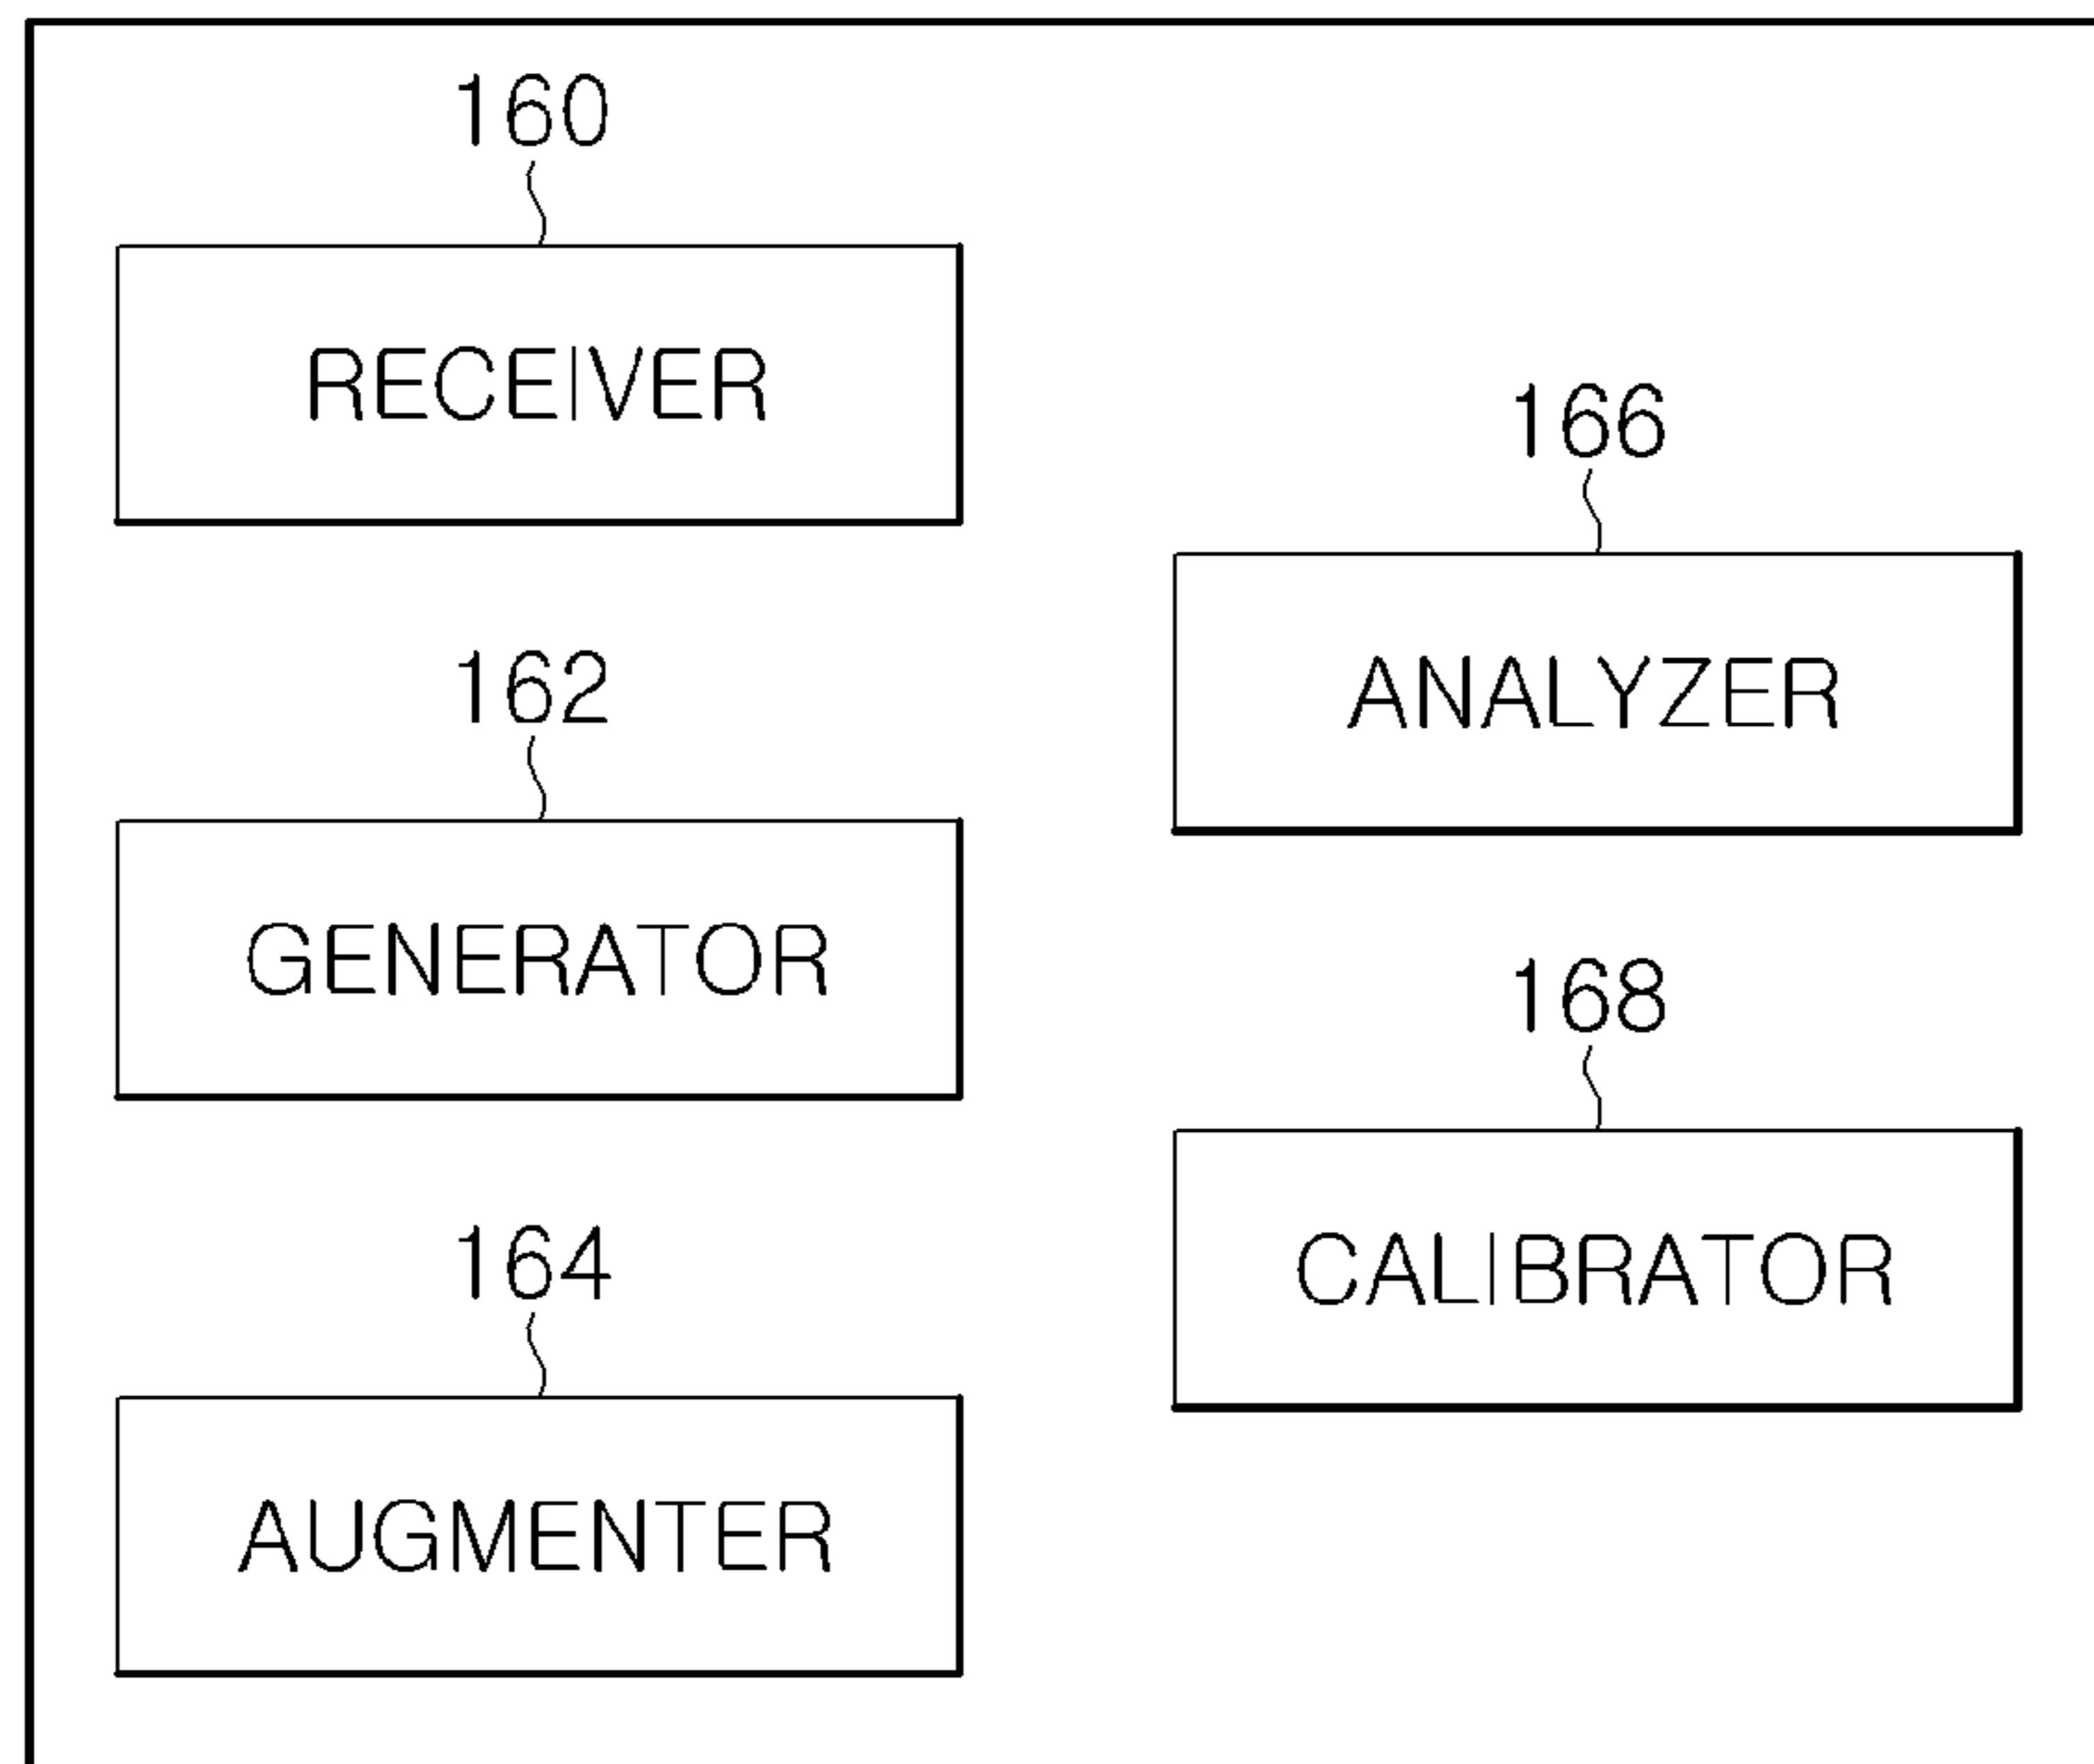 160
RECEIVER
162
GENERATOR
164
AUGMENTER
166
ANALYZER
168
CALIBRATOR